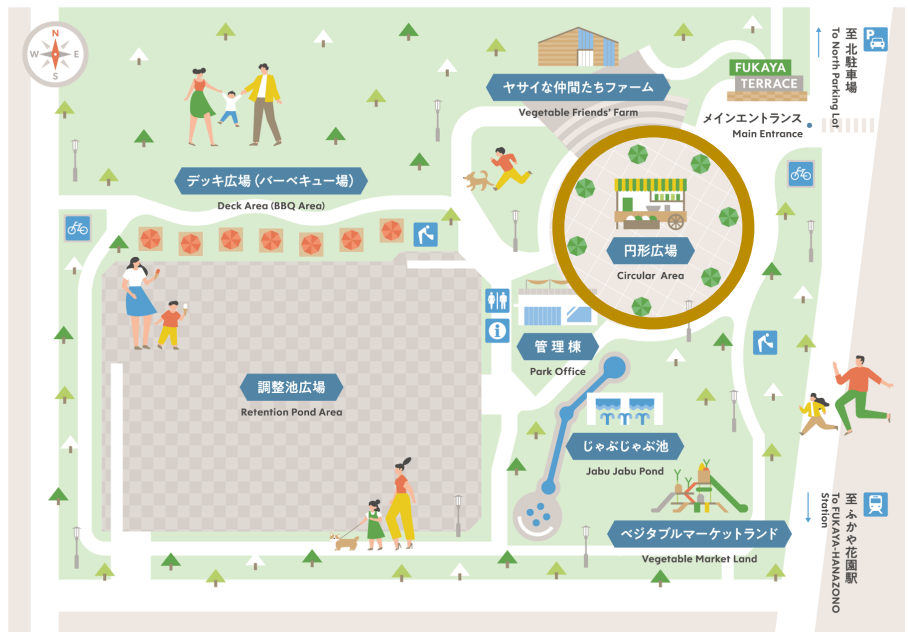 N
W E
S
FUKAYA
TERRACE
メインエントランス
Main Entrance
至 北駐車場
To North Parking Lot
P
ヤサイな仲間たちファーム
Vegetable Friends' Farm
デッキ広場（バーベキュー場）
Deck Area (BBQ Area)
円形広場
Circular Area
管理棟
Park Office
i
調整池広場
Retention Pond Area
じゃぶじゃぶ池
Jabu Jabu Pond
ベジタブルマーケットランド
Vegetable Market Land
至 ふかや花園駅
To FUKAYA-HANAZONO
Station